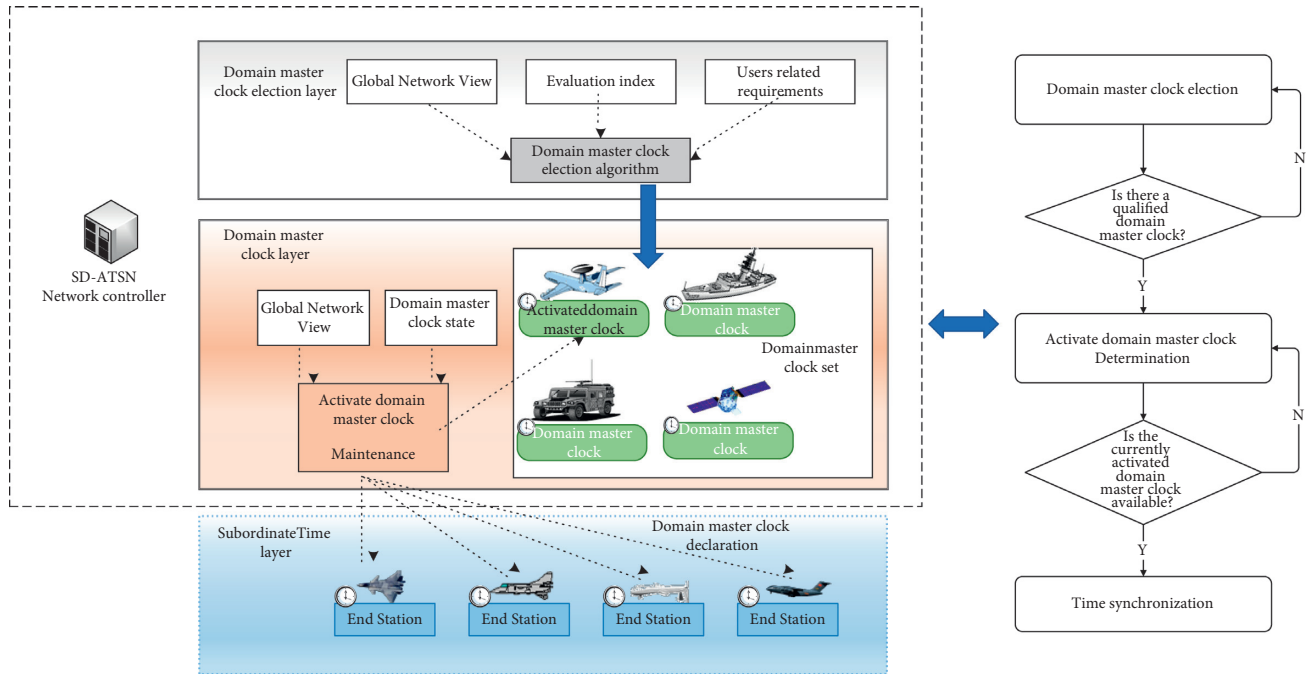 Domain master
clock election layer
Global Network View
Evaluation index
Users related
requirements
Domain master clock
election algorithm
SD-ATSN
Network controller
Domain master
clock layer
Global Network
View
Domain master
clock state
Activate domain
master clock
Maintenance
Activateddomain
master clock
Domain master
clock
Domainmaster
clock set
Domain master
clock
Domain master
clock
SubordinateTime
layer
Domain master clock
declaration
End Station
End Station
End Station
End Station
Domain master clock election
N
Is there a
qualified
domain
master clock?
Y
Activate domain master clock
Determination
N
Is the
currently
activated
domain
master clock
available?
Y
Time synchronization